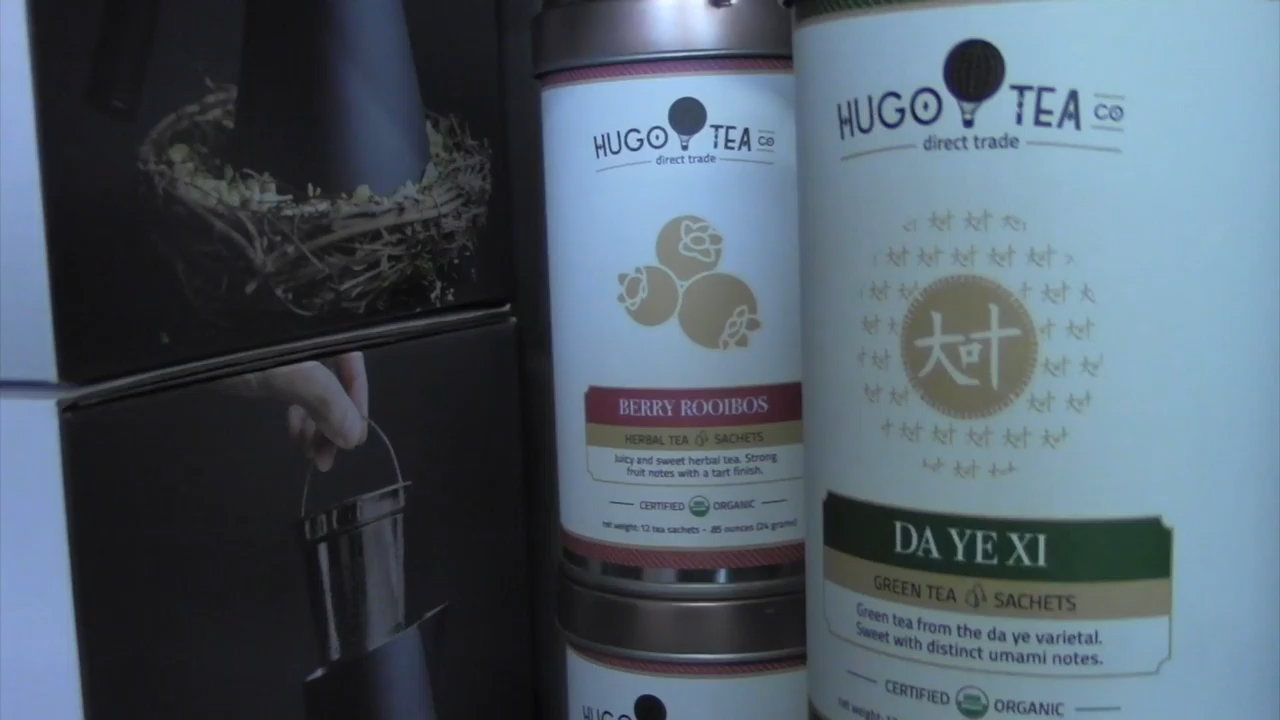 HUGO TEA CO
direct trade
BERRY ROOIBOS
HERBAL TEA SACHETS
Juicy and sweet herbal tea. Strong
fruit notes with a tart finish.
CERTIFIED ORGANIC
net weight: 12 tea sachets - .85 ounces (24 grams)
HUGO
HUGO TEA CO
direct trade
大叶
DA YE XI
GREEN TEA SACHETS
Green tea from the da ye varietal.
Sweet with distinct umami notes.
CERTIFIED ORGANIC
net weight: